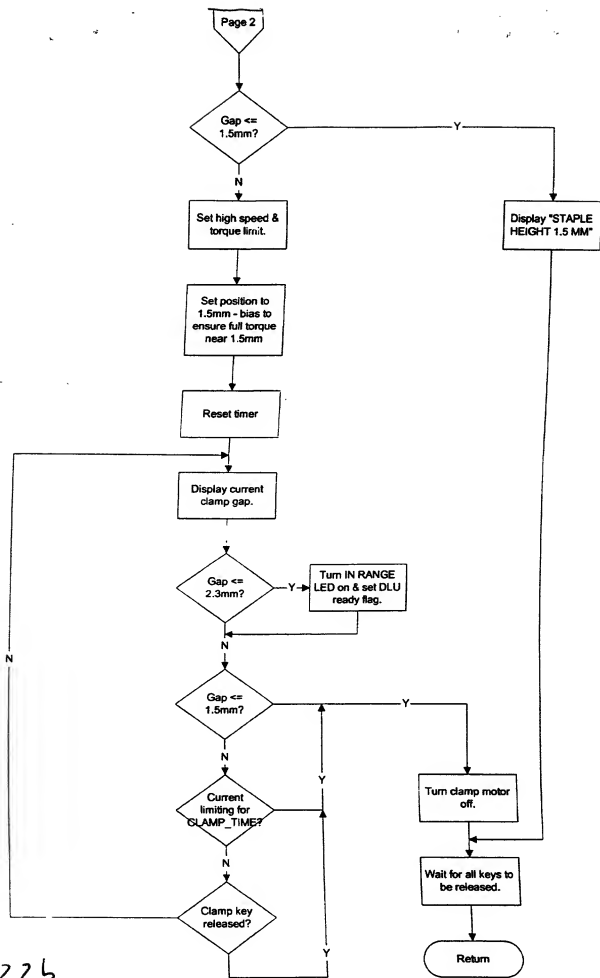 Page 2
Gap <=
1.5mm?
Y
N
Set high speed &
torque limit.
Display "STAPLE
HEIGHT 1.5 MM"
Set position to
1.5mm - bias to
ensure full torque
near 1.5mm
Reset timer
Display current
clamp gap.
Gap <=
2.3mm?
Y
Turn IN RANGE
LED on & set DLU
ready flag.
N
N
Gap <=
1.5mm?
Y
N
Y
Current
limiting for
CLAMP_TIME?
Turn clamp motor
off.
N
Wait for all keys to
be released.
Clamp key
released?
Y
Return